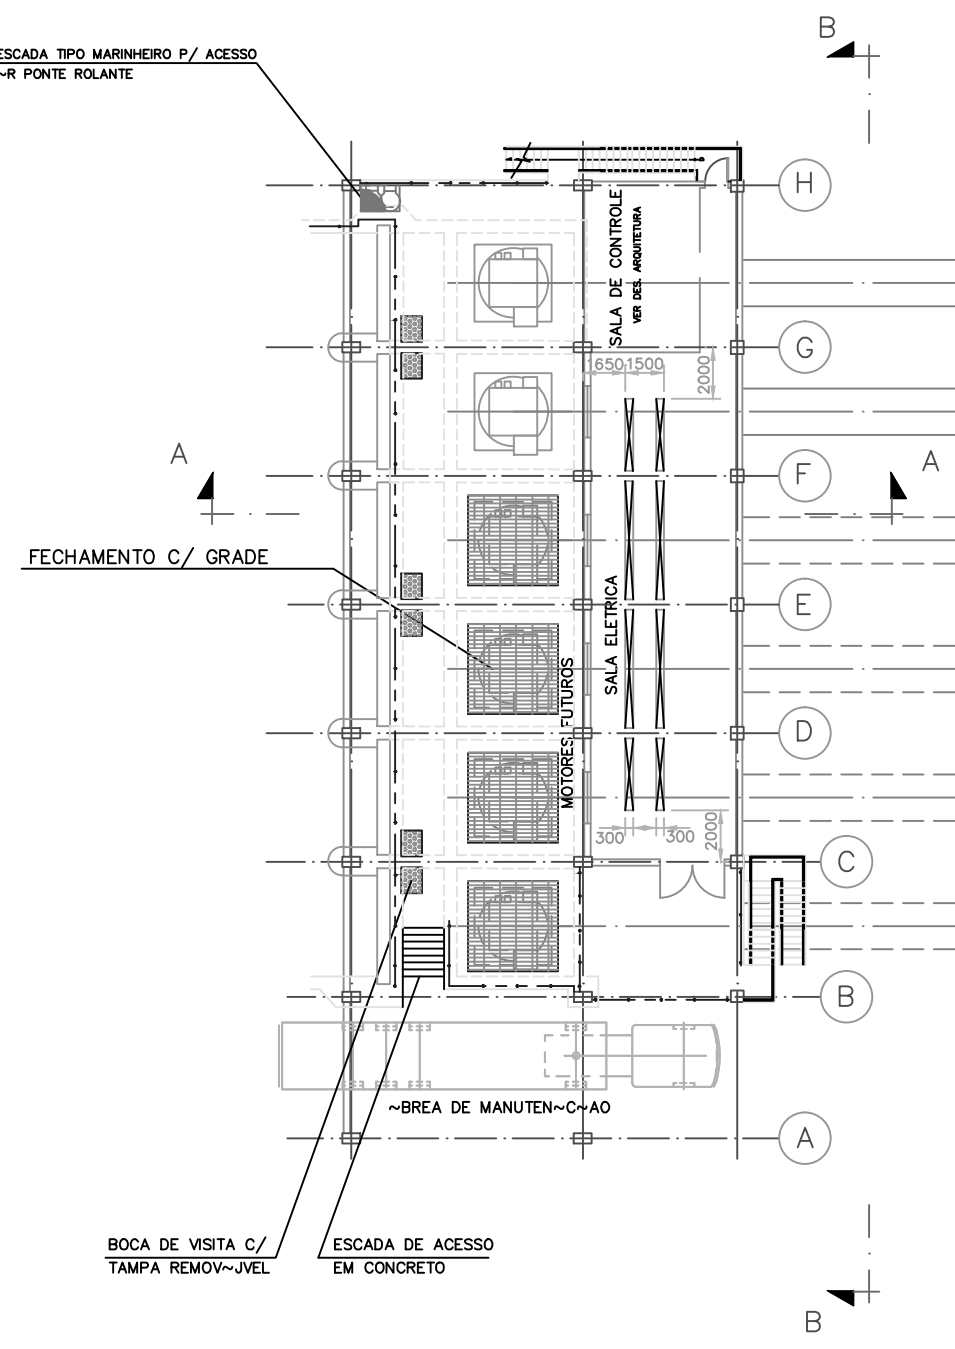 B
ESCADA TIPO MARINHEIRO P/ ACESSO
~R PONTE ROLANTE
H
SALA DE CONTROLE
VER DES. ARQUITETURA
G
1650
1500
2000
A
F
A
FECHAMENTO C/ GRADE
E
SALA ELETRICA
MOTORES FUTUROS
D
300
300
2000
C
B
~BREA DE MANUTEN~C~AO
A
BOCA DE VISITA C/
TAMPA REMOV~JVEL
ESCADA DE ACESSO
EM CONCRETO
B